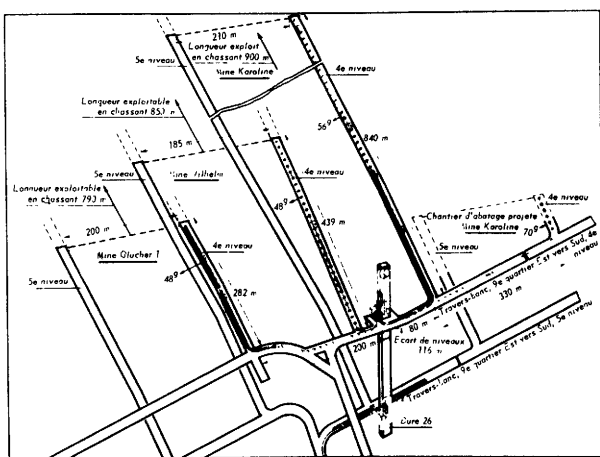 210 m
Longueur exploit
en chassant 900 m
Mine Karoline
5e niveau
4e niveau
Longueur exploitable
en chassant 850 m
56g
840 m
185 m
5e niveau
Mine
4e niveau
Longueur exploitable
en chassant 790 m
48g
439 m
200 m
4e niveau
Chantier d'abatage projeté
Mine Karoline
4e niveau
70g
5e niveau
Mine Blücher 1
5e niveau
48g
282 m
Travers-banc, 9e quartier Est vers Sud, 4e
niveau
330 m
80 m
200 m
Ecart de niveaux
116 m
Travers-banc, 9e quartier Est vers Sud, 5e niveau
Bure 26